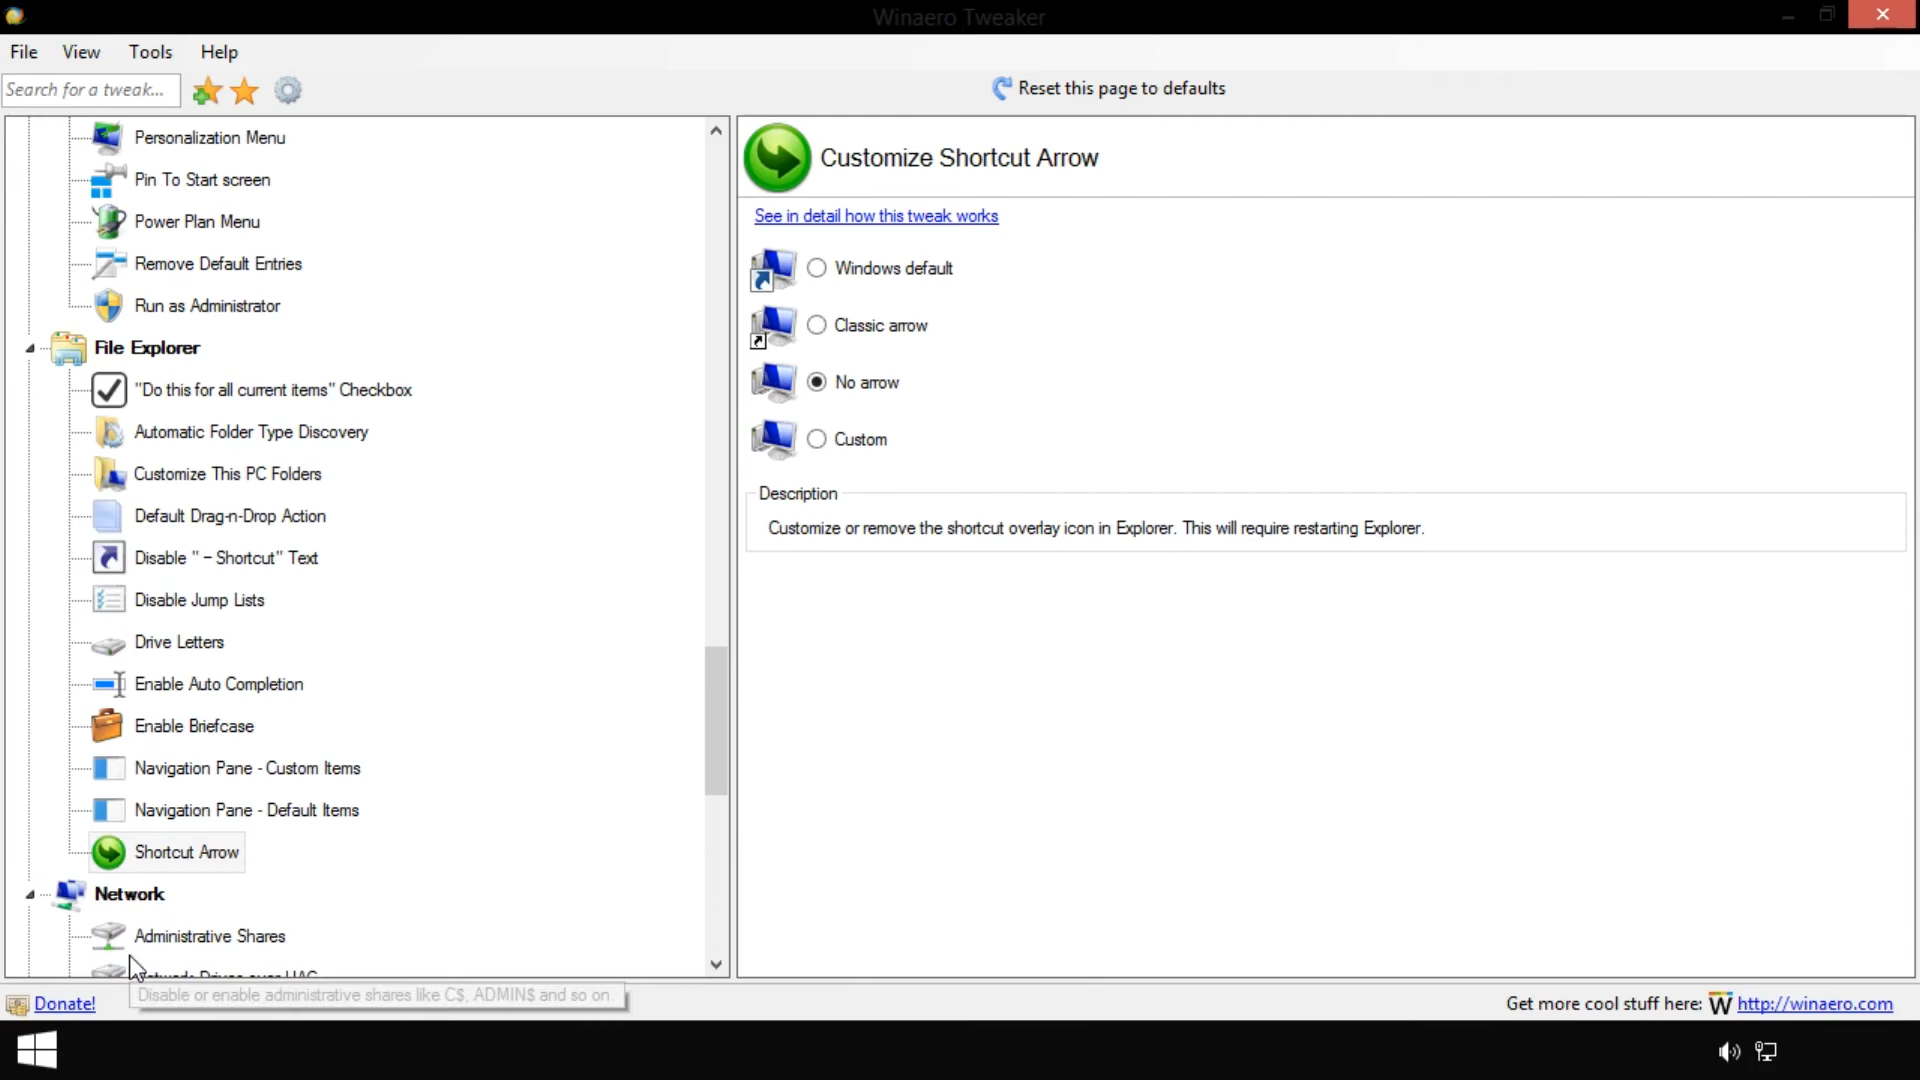 Winaero Tweaker
File View Tools Help
Search for a tweak...
Reset this page to defaults
Personalization Menu
Pin To Start screen
Power Plan Menu
Remove Default Entries
Run as Administrator
File Explorer
"Do this for all current items" Checkbox
Automatic Folder Type Discovery
Customize This PC Folders
Default Drag-n-Drop Action
Disable " – Shortcut" Text
Disable Jump Lists
Drive Letters
Enable Auto Completion
Enable Briefcase
Navigation Pane - Custom Items
Navigation Pane - Default Items
Shortcut Arrow
Network
Administrative Shares
Network Drives over UAC
Disable or enable administrative shares like C$, ADMIN$ and so on.
Customize Shortcut Arrow
See in detail how this tweak works
Windows default
Classic arrow
No arrow
Custom
Description
Customize or remove the shortcut overlay icon in Explorer. This will require restarting Explorer.
Donate!
Get more cool stuff here: W http://winaero.com